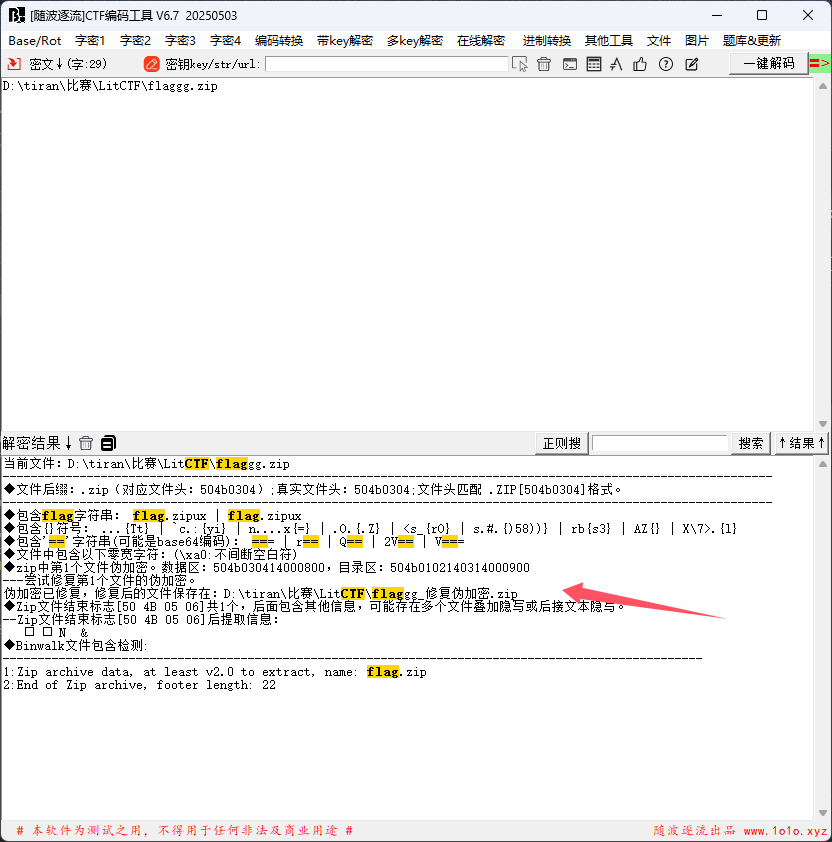 [随波逐流]CTF编码工具 V6.7 20250503
Base/Rot 字密1 字密2 字密3 字密4 编码转换 带key解密 多key解密 在线解密 进制转换 其他工具 文件 图片 题库&更新
密文↓(字:29) 密钥key/str/url: 一键解码 =>
D:\tiran\比赛\LitCTF\flaggg.zip
解密结果↓ 正则搜 搜索 ↑结果↑
当前文件: D:\tiran\比赛\LitCTF\flaggg.zip
◆文件后缀: .zip (对应文件头: 504b0304) ;真实文件头: 504b0304;文件头匹配 .ZIP[504b0304]格式。
◆包含flag字符串: flag.zipux | flag.zipux
◆包含{}符号: ...{Tt} | `c.:{yi} | n....x{=} | .O.{.Z} | <s_{rO} | s.#.{)58))} | rb{s3} | AZ{} | X\7>.{l}
◆包含'=='字符串(可能是base64编码): === | r== | Q== | 2V== | V===
◆文件中包含以下零宽字符: (\xa0:不间断空白符)
◆zip中第1个文件伪加密。数据区: 504b030414000800, 目录区: 504b0102140314000900
---尝试修复第1个文件的伪加密。
伪加密已修复, 修复后的文件保存在: D:\tiran\比赛\LitCTF\flaggg_修复伪加密.zip
◆Zip文件结束标志[50 4B 05 06]共1个, 后面包含其他信息, 可能存在多个文件叠加隐写或后接文本隐写。
--Zip文件结束标志[50 4B 05 06]后提取信息:
□ □ N &
◆Binwalk文件包含检测:
1:Zip archive data, at least v2.0 to extract, name: flag.zip
2:End of Zip archive, footer length: 22
# 本软件为测试之用, 不得用于任何非法及商业用途 # 随波逐流出品 www.1o1o.xyz